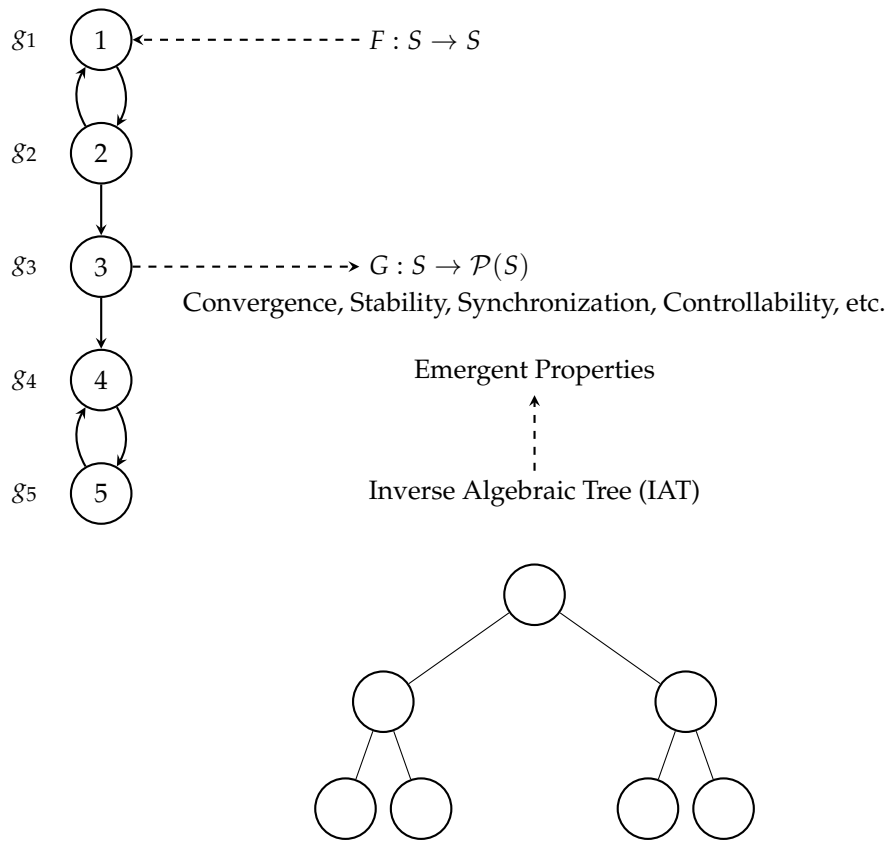 g₁ 1 F : S → S
g₂ 2
g₃ 3 G : S → 𝒫(S)
Convergence, Stability, Synchronization, Controllability, etc.
Emergent Properties
g₄ 4
Inverse Algebraic Tree (IAT)
g₅ 5